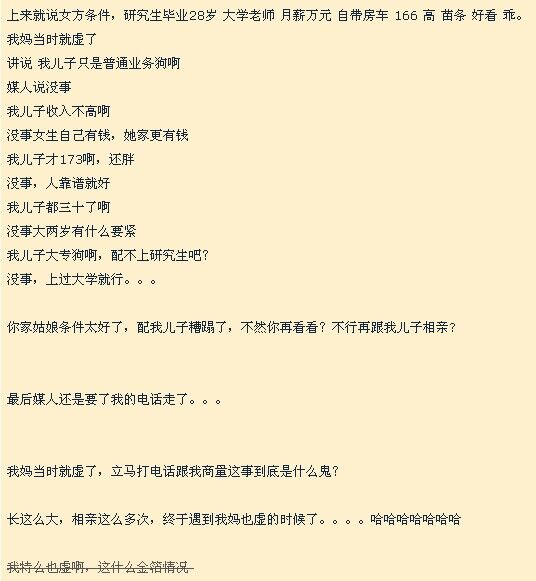 上来就说女方条件，研究生毕业28岁 大学老师 月薪万元 自带房车 166 高 苗条 好看 乖。
我妈当时就虚了
讲说 我儿子只是普通业务狗啊
媒人说没事
我儿子收入不高啊
没事女生自己有钱，她家更有钱
我儿子才173啊，还胖
没事，人靠谱就好
我儿子都三十了啊
没事大两岁有什么要紧
我儿子大专狗啊，配不上研究生吧？
没事，上过大学就行。。。
你家姑娘条件太好了，配我儿子糟蹋了，不然你再看看？不行再跟我儿子相亲？
最后媒人还是要了我的电话走了。。。
我妈当时就虚了，立马打电话跟我商量这事到底是什么鬼？
长这么大，相亲这么多次，终于遇到我妈也虚的时候了。。。。哈哈哈哈哈哈哈
我特么也虚啊，这什么金箔情况